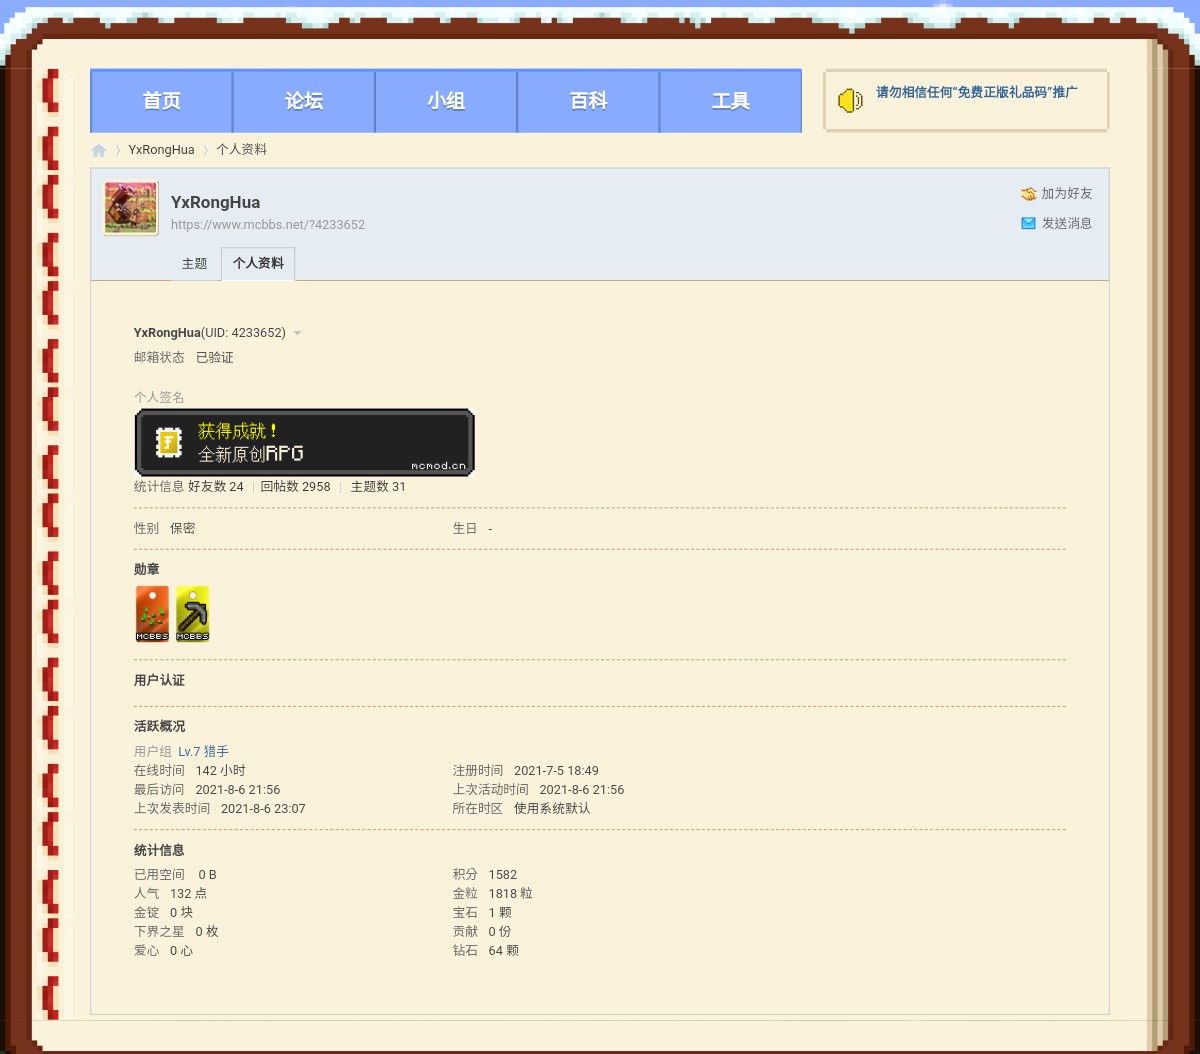 首页 论坛 小组 百科 工具
请勿相信任何"免费正版礼品码"推广
YxRongHua 个人资料
YxRongHua
https://www.mcbbs.net/?4233652
加为好友
发送消息
主题 个人资料
YxRongHua(UID: 4233652)
邮箱状态 已验证
个人签名
获得成就！
全新原创RPG
mcmod.cn
统计信息 好友数 24 | 回帖数 2958 | 主题数 31
性别 保密 生日 -
勋章
MCBBS MCBBS
用户认证
活跃概况
用户组 Lv.7 猎手
在线时间 142 小时 注册时间 2021-7-5 18:49
最后访问 2021-8-6 21:56 上次活动时间 2021-8-6 21:56
上次发表时间 2021-8-6 23:07 所在时区 使用系统默认
统计信息
已用空间 0 B 积分 1582
人气 132 点 金粒 1818 粒
金锭 0 块 宝石 1 颗
下界之星 0 枚 贡献 0 份
爱心 0 心 钻石 64 颗